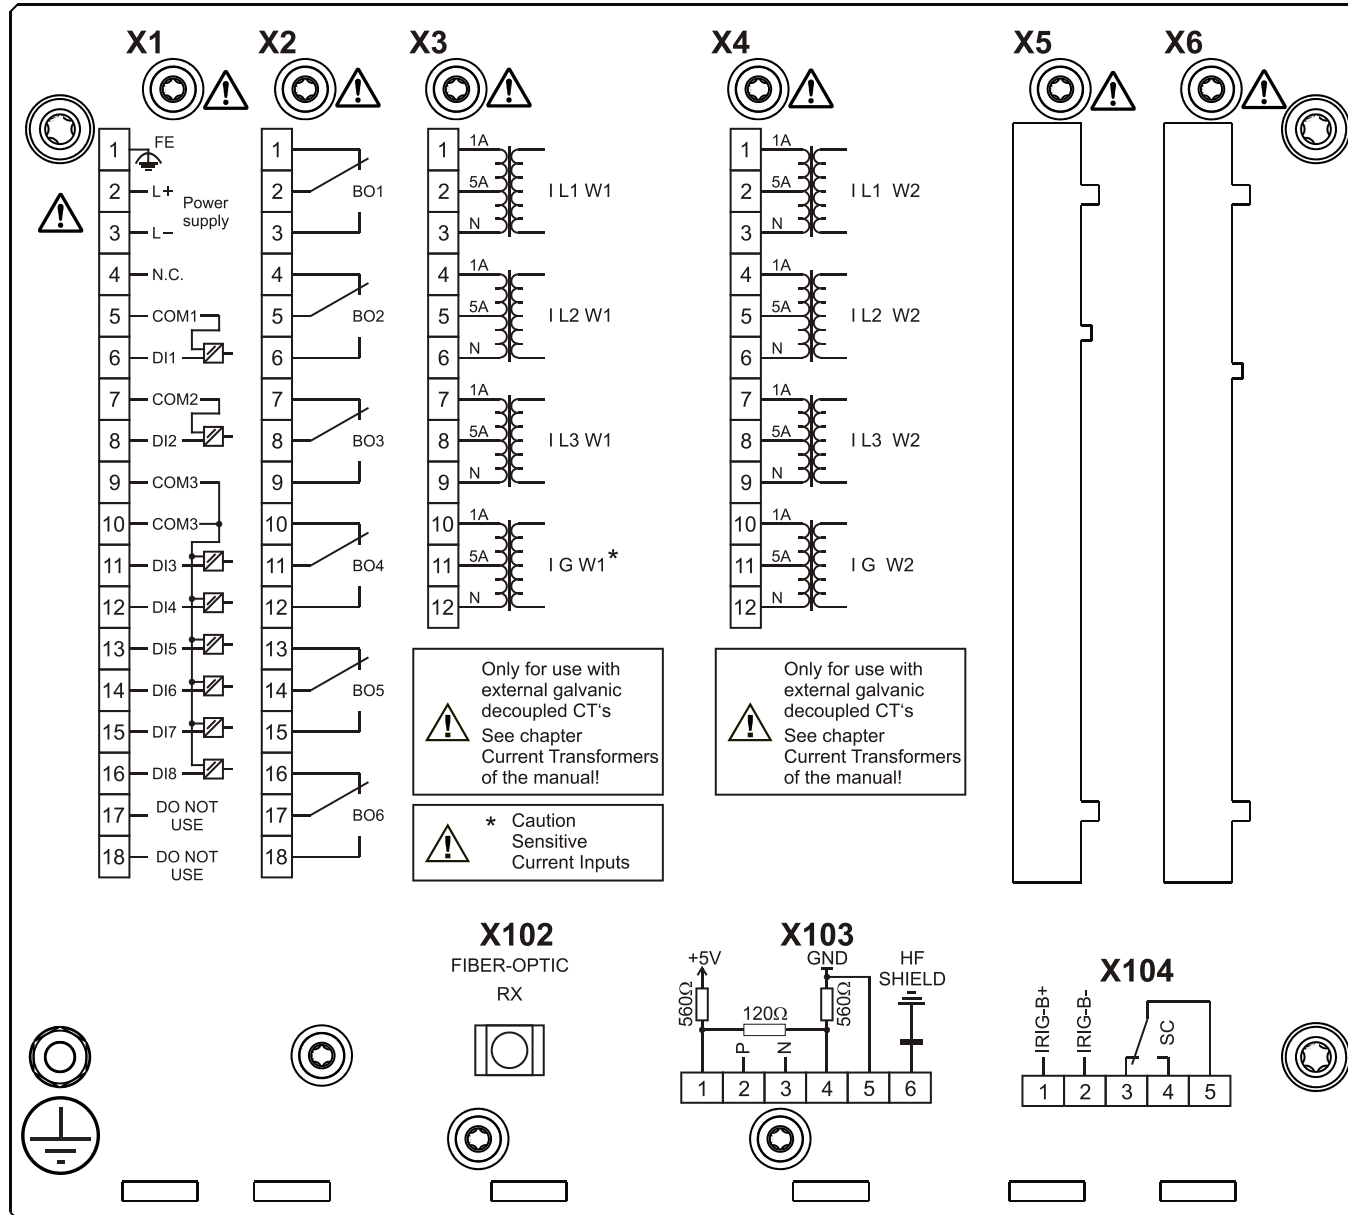 X1
X2
X3
X4
X5
X6
1 FE
2 L+
Power
supply
3 L–
4 N.C.
5 COM1
6 DI1
7 COM2
8 DI2
9 COM3
10 COM3
11 DI3
12 DI4
13 DI5
14 DI6
15 DI7
16 DI8
17 DO NOT
USE
18 DO NOT
USE
1
2 BO1
3
4
5 BO2
6
7
8 BO3
9
10
11 BO4
12
13
14 BO5
15
16
17 BO6
18
1 1A
2 5A I L1 W1
3 N
4 1A
5 5A I L2 W1
6 N
7 1A
8 5A I L3 W1
9 N
10 1A
11 5A I G W1*
12 N
Only for use with
external galvanic
decoupled CT‘s
See chapter
Current Transformers
of the manual!
* Caution
Sensitive
Current Inputs
1 1A
2 5A I L1 W2
3 N
4 1A
5 5A I L2 W2
6 N
7 1A
8 5A I L3 W2
9 N
10 1A
11 5A I G W2
12 N
Only for use with
external galvanic
decoupled CT‘s
See chapter
Current Transformers
of the manual!
X102
FIBER-OPTIC
RX
X103
+5V
GND
HF
SHIELD
560Ω
120Ω
560Ω
P
N
1 2 3 4 5 6
X104
IRIG-B+
IRIG-B-
SC
1 2 3 4 5